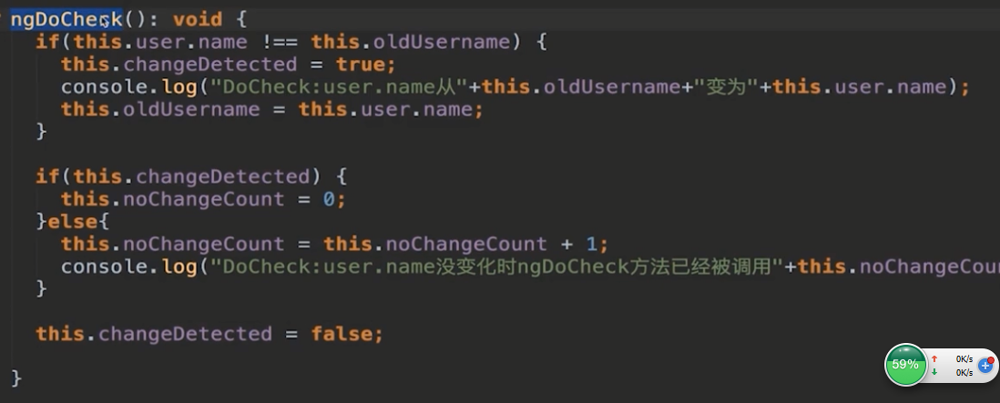 ngDoCheck(): void {
if(this.user.name !== this.oldUsername) {
this.changeDetected = true;
console.log("DoCheck:user.name从"+this.oldUsername+"变为"+this.user.name);
this.oldUsername = this.user.name;
}
if(this.changeDetected) {
this.noChangeCount = 0;
}else{
this.noChangeCount = this.noChangeCount + 1;
console.log("DoCheck:user.name没变化时ngDoCheck方法已经被调用"+this.noChangeCou
}
this.changeDetected = false;
}
59%
0K/s
0K/s